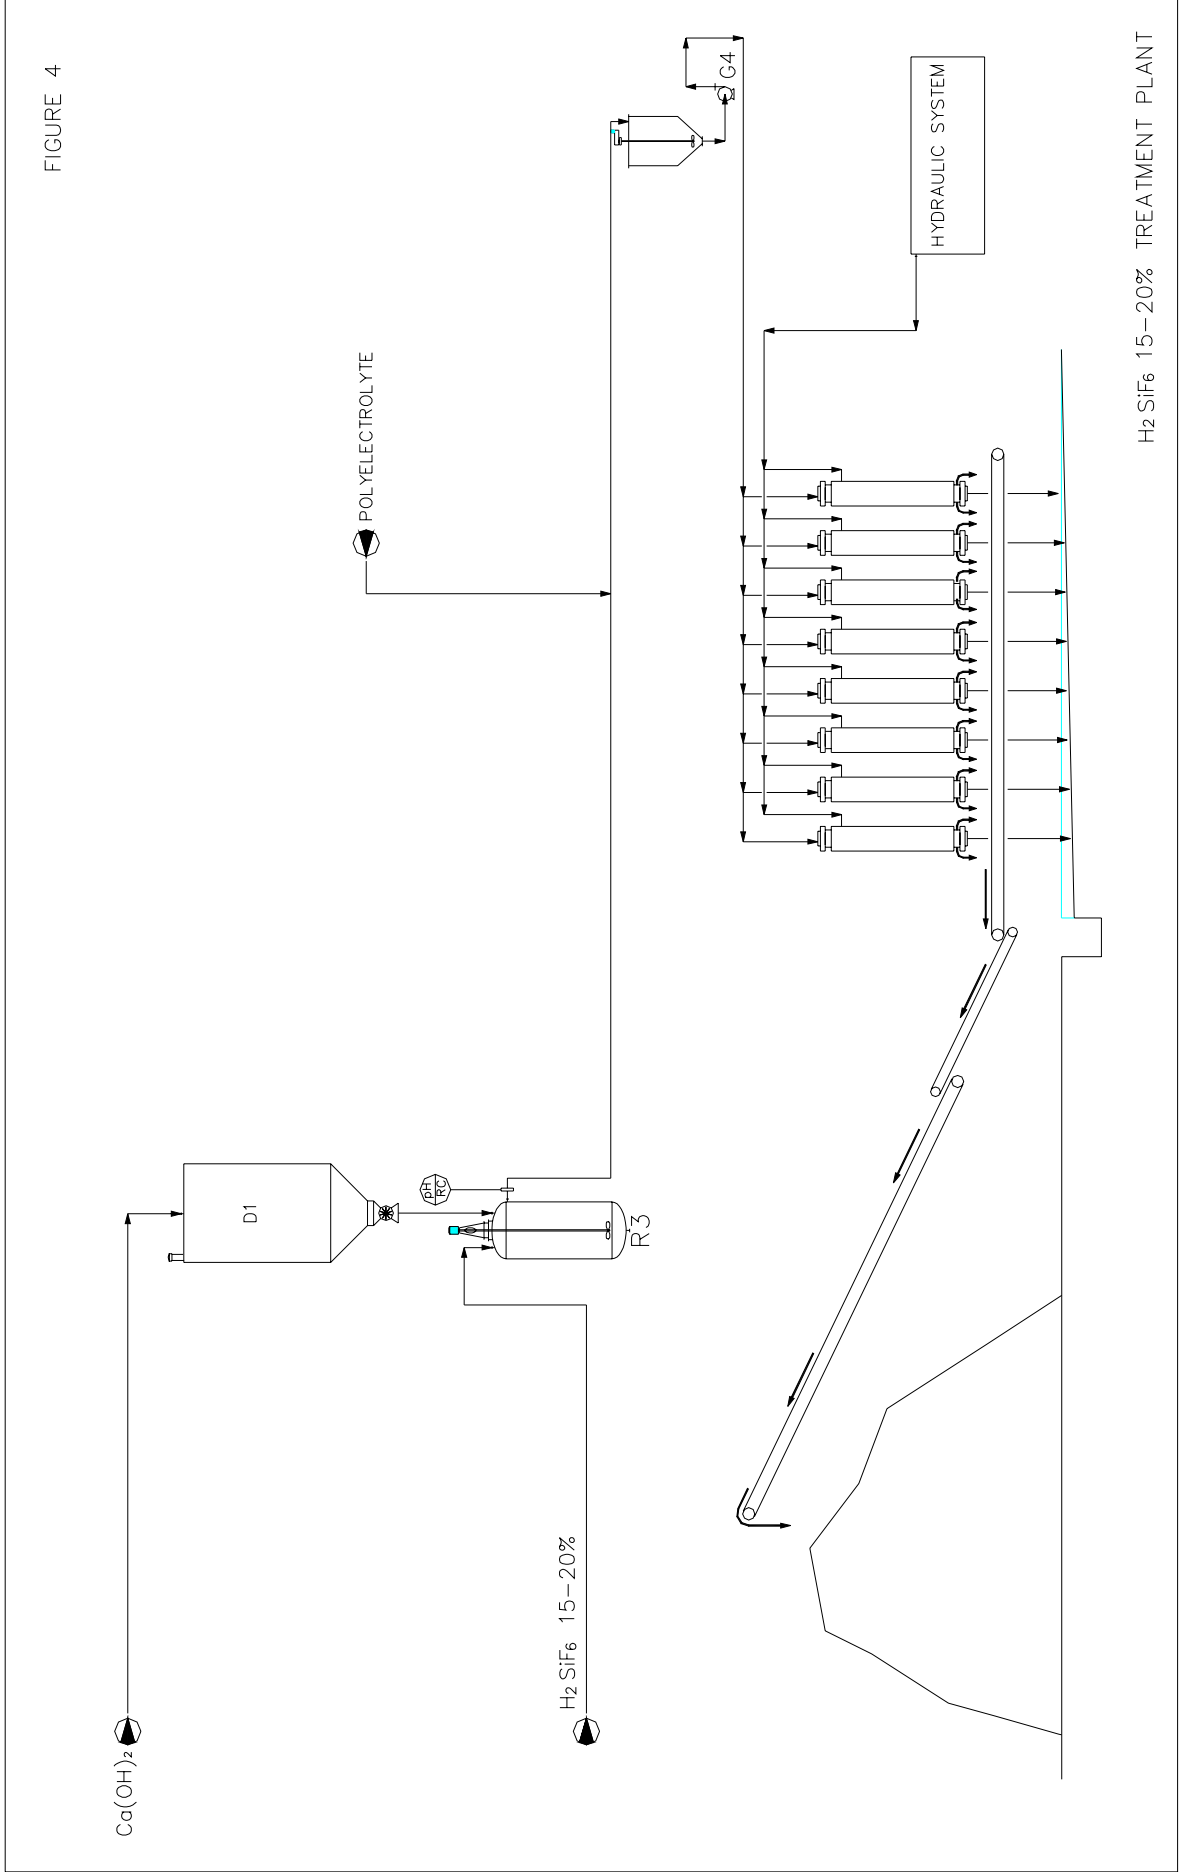 FIGURE 4
Ca(OH)₂
D1
pH
RC
R3
H₂ SiF₆ 15-20%
POLYELECTROLYTE
G4
HYDRAULIC SYSTEM
H₂ SiF₆ 15-20% TREATMENT PLANT